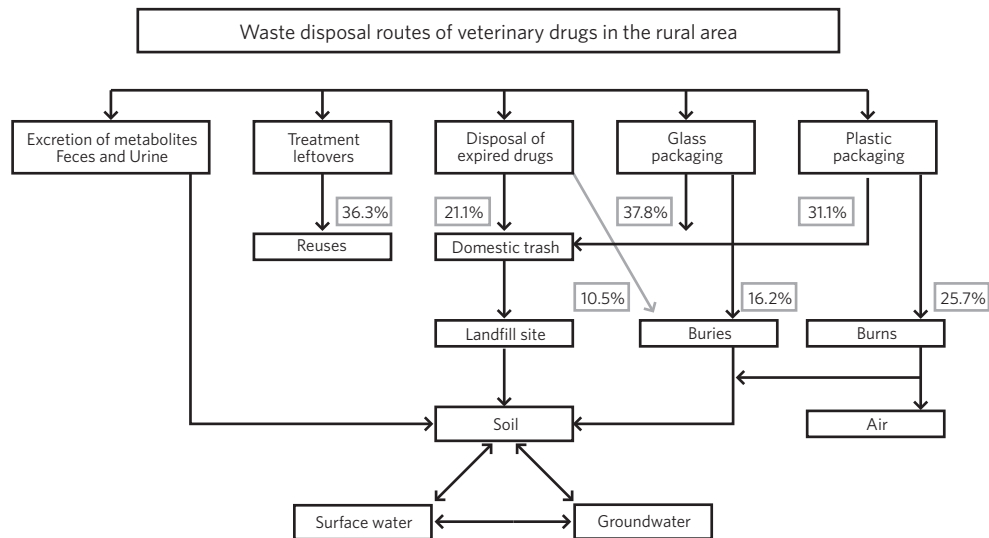 Waste disposal routes of veterinary drugs in the rural area
Excretion of metabolites
Feces and Urine
Treatment
leftovers
Disposal of
expired drugs
Glass
packaging
Plastic
packaging
36.3%
21.1%
37.8%
31.1%
Reuses
Domestic trash
10.5%
16.2%
25.7%
Landfill site
Buries
Burns
Soil
Air
Surface water
Groundwater